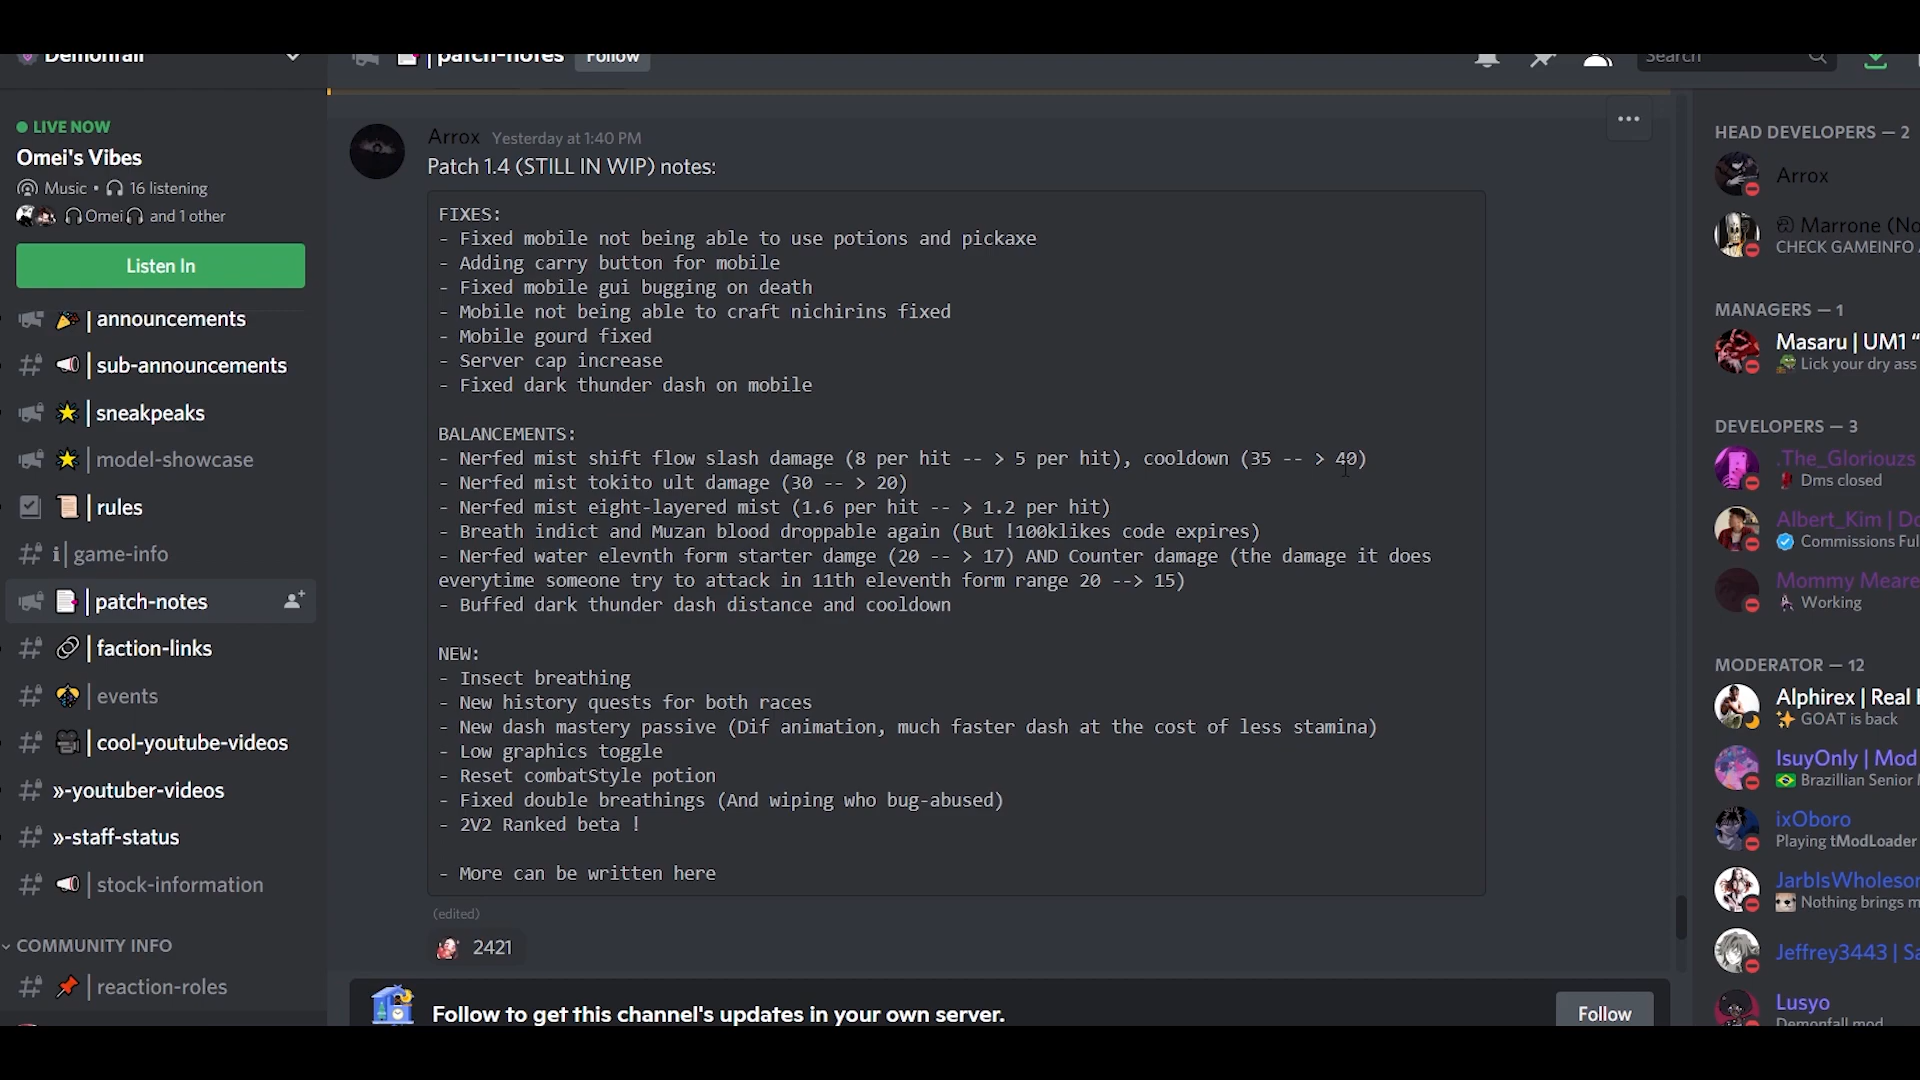 Demonfall
LIVE NOW
Omei's Vibes
Music • 16 listening
Omei and 1 other
Listen In
announcements
sub-announcements
sneakpeaks
model-showcase
rules
game-info
patch-notes
faction-links
events
cool-youtube-videos
»-youtuber-videos
»-staff-status
stock-information
COMMUNITY INFO
reaction-roles
patch-notes Follow
Search
Arrox Yesterday at 1:40 PM
Patch 1.4 (STILL IN WIP) notes:
FIXES:
- Fixed mobile not being able to use potions and pickaxe
- Adding carry button for mobile
- Fixed mobile gui bugging on death
- Mobile not being able to craft nichirins fixed
- Mobile gourd fixed
- Server cap increase
- Fixed dark thunder dash on mobile
BALANCEMENTS:
- Nerfed mist shift flow slash damage (8 per hit -- > 5 per hit), cooldown (35 -- > 40)
- Nerfed mist tokito ult damage (30 -- > 20)
- Nerfed mist eight-layered mist (1.6 per hit -- > 1.2 per hit)
- Breath indict and Muzan blood droppable again (But !100klikes code expires)
- Nerfed water elevnth form starter damge (20 -- > 17) AND Counter damage (the damage it does
everytime someone try to attack in 11th eleventh form range 20 --> 15)
- Buffed dark thunder dash distance and cooldown
NEW:
- Insect breathing
- New history quests for both races
- New dash mastery passive (Dif animation, much faster dash at the cost of less stamina)
- Low graphics toggle
- Reset combatStyle potion
- Fixed double breathings (And wiping who bug-abused)
- 2V2 Ranked beta !
- More can be written here
(edited)
2421
Follow to get this channel's updates in your own server.
Follow
HEAD DEVELOPERS — 2
Arrox
Marrone (No
CHECK GAMEINFO
MANAGERS — 1
Masaru | UM1 “
Lick your dry ass
DEVELOPERS — 3
.The_Gloriouzs
Dms closed
Albert_Kim | Do
Commissions Ful
Mommy Meare
Working
MODERATOR — 12
Alphirex | Real
GOAT is back
IsuyOnly | Mod
Brazillian Senior
ixOboro
Playing tModLoader
JarblsWholesor
Nothing brings m
Jeffrey3443 | Sa
Lusyo
Demonfall mod